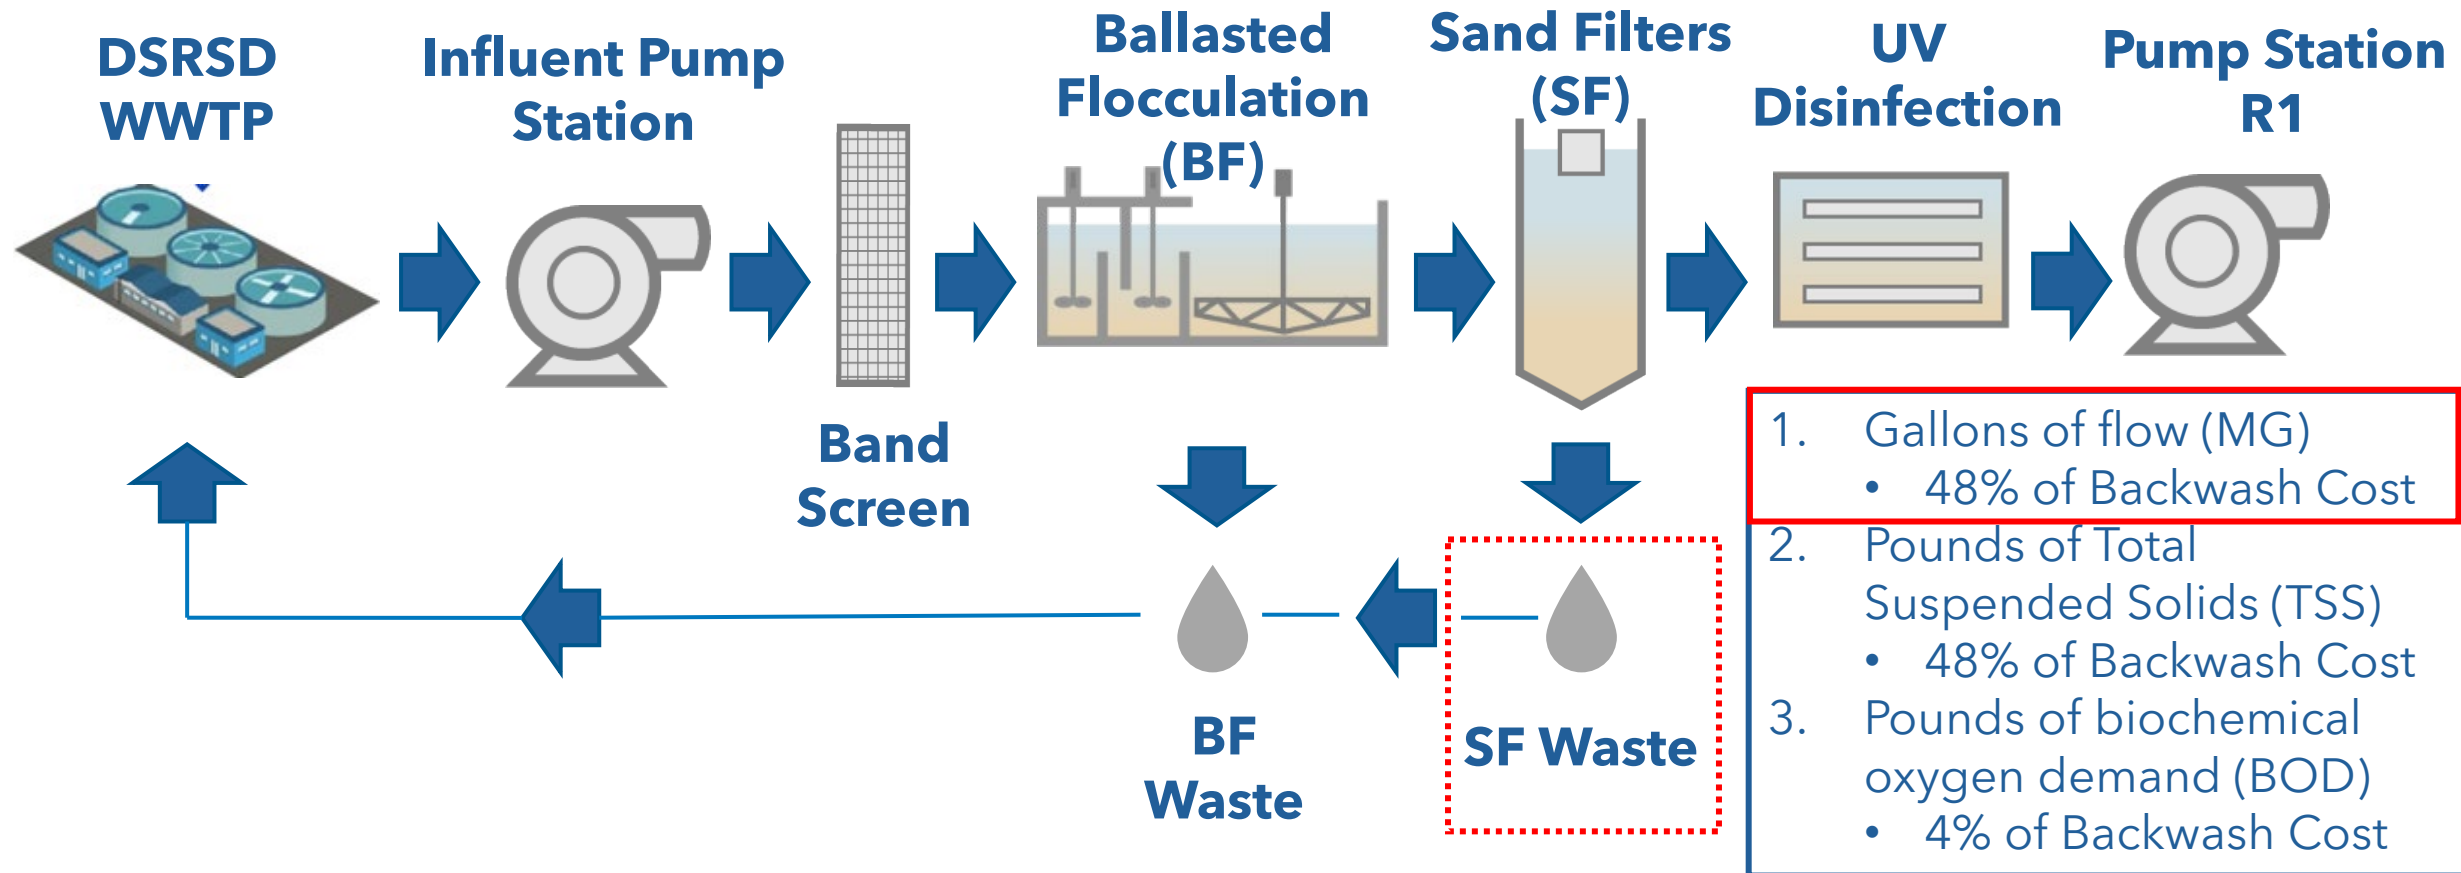 DSRSD
WWTP
Influent Pump
Station
Band
Screen
Ballasted
Flocculation
(BF)
Sand Filters
(SF)
UV
Disinfection
Pump Station
R1
BF
Waste
SF Waste
1. Gallons of flow (MG)
• 48% of Backwash Cost
2. Pounds of Total
Suspended Solids (TSS)
• 48% of Backwash Cost
3. Pounds of biochemical
oxygen demand (BOD)
• 4% of Backwash Cost